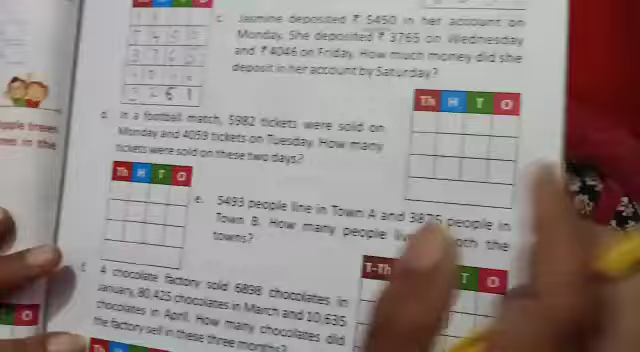 c. Jasmine deposited ₹ 5450 in her account on
Monday. She deposited ₹ 3765 on Wednesday
and ₹ 4046 on Friday. How much money did she
deposit in her account by Saturday?
Th H T O
d. In a football match, 5982 tickets were sold on
Monday and 4059 tickets on Tuesday. How many
tickets were sold on these two days?
Th H T O
e. 5493 people line in Town A and 3875 people in
Town B. How many people both the
towns?
T-Th T O
f. A chocolate factory sold 6898 chocolates in
January, 80,425 chocolates in March and 10,635
chocolates in April. How many chocolates did
the factory sell in these three months?